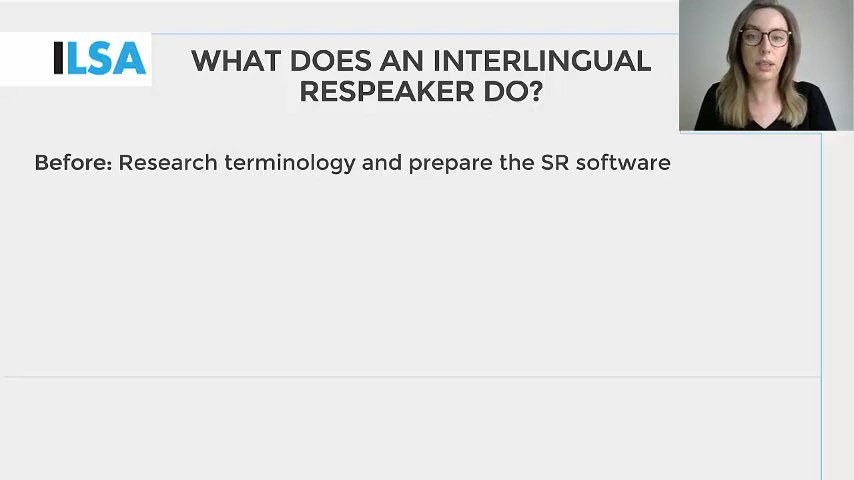 ILSA
WHAT DOES AN INTERLINGUAL
RESPEAKER DO?
Before: Research terminology and prepare the SR software